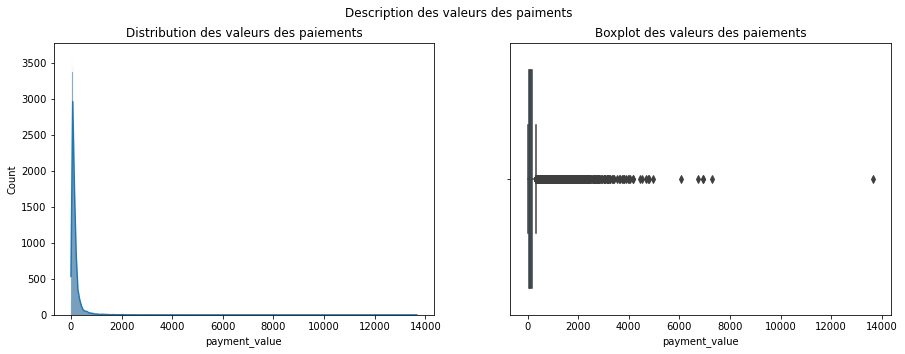 Description des valeurs des paiments
Distribution des valeurs des paiements
Boxplot des valeurs des paiements
3500
3000
2500
2000
1500
1000
500
0
Count
0 2000 4000 6000 8000 10000 12000 14000
payment_value
0 2000 4000 6000 8000 10000 12000 14000
payment_value